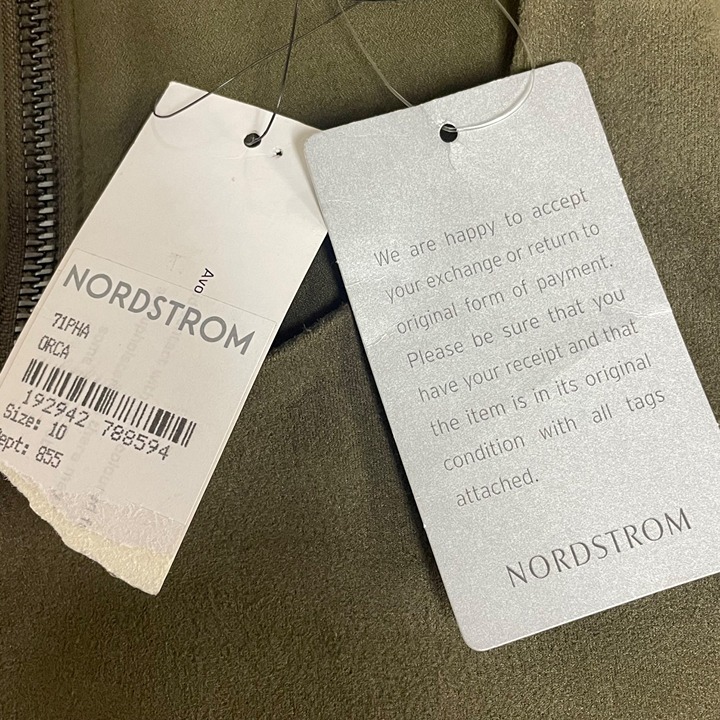 Avo
NORDSTROM
71PHA
ORCA
192942 788594
Size: 10
ept: 855
We are happy to accept
your exchange or return to
original form of payment.
Please be sure that you
have your receipt and that
the item is in its original
condition with all tags
attached.
NORDSTROM